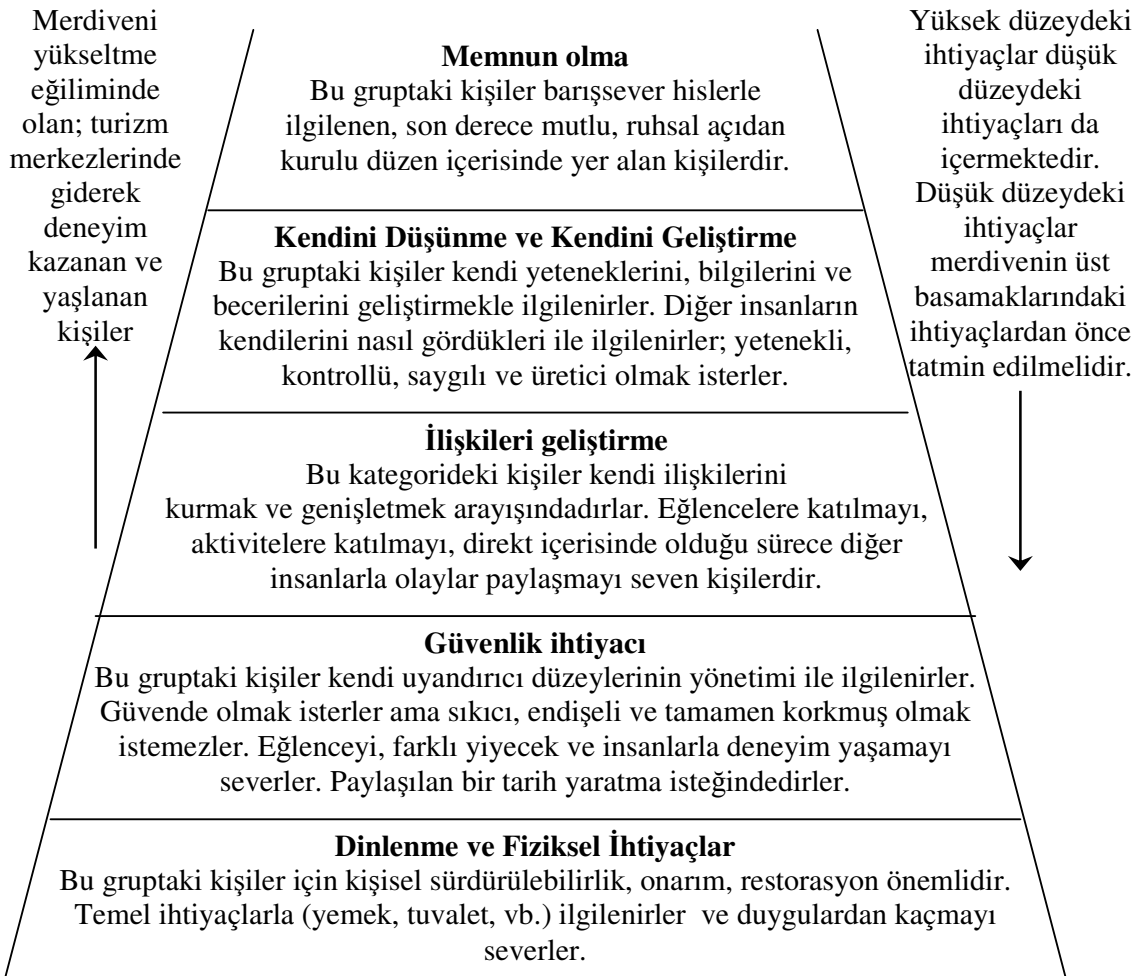 Merdiveni
yükseltme
eğiliminde
olan; turizm
merkezlerinde
giderek
deneyim
kazanan ve
yaşlanan
kişiler
Memnun olma
Bu gruptaki kişiler barışsever hislerle
ilgilenen, son derece mutlu, ruhsal açıdan
kurulu düzen içerisinde yer alan kişilerdir.
Kendini Düşünme ve Kendini Geliştirme
Bu gruptaki kişiler kendi yeteneklerini, bilgilerini ve
becerilerini geliştirmekle ilgilenirler. Diğer insanların
kendilerini nasıl gördükleri ile ilgilenirler; yetenekli,
kontrollü, saygılı ve üretici olmak isterler.
İlişkileri geliştirme
Bu kategorideki kişiler kendi ilişkilerini
kurmak ve genişletmek arayışındadırlar. Eğlencelere katılmayı,
aktivitelere katılmayı, direkt içerisinde olduğu sürece diğer
insanlarla olaylar paylaşmayı seven kişilerdir.
Güvenlik ihtiyacı
Bu gruptaki kişiler kendi uyandırıcı düzeylerinin yönetimi ile ilgilenirler.
Güvende olmak isterler ama sıkıcı, endişeli ve tamamen korkmuş olmak
istemezler. Eğlenceyi, farklı yiyecek ve insanlarla deneyim yaşamayı
severler. Paylaşılan bir tarih yaratma isteğindedirler.
Dinlenme ve Fiziksel İhtiyaçlar
Bu gruptaki kişiler için kişisel sürdürülebilirlik, onarım, restorasyon önemlidir.
Temel ihtiyaçlarla (yemek, tuvalet, vb.) ilgilenirler ve duygulardan kaçmayı
severler.
Yüksek düzeydeki
ihtiyaçlar düşük
düzeydeki
ihtiyaçları da
içermektedir.
Düşük düzeydeki
ihtiyaçlar
merdivenin üst
basamaklarındaki
ihtiyaçlardan önce
tatmin edilmelidir.